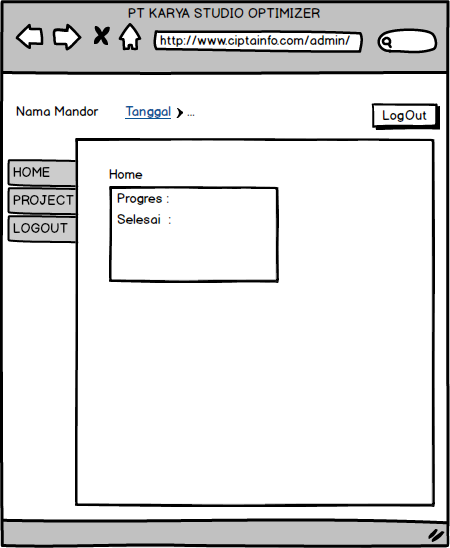 PT KARYA STUDIO OPTIMIZER
http://www.ciptainfo.com/admin/
Nama Mandor Tanggal ...
LogOut
HOME
PROJECT
LOGOUT
Home
Progres :
Selesai :